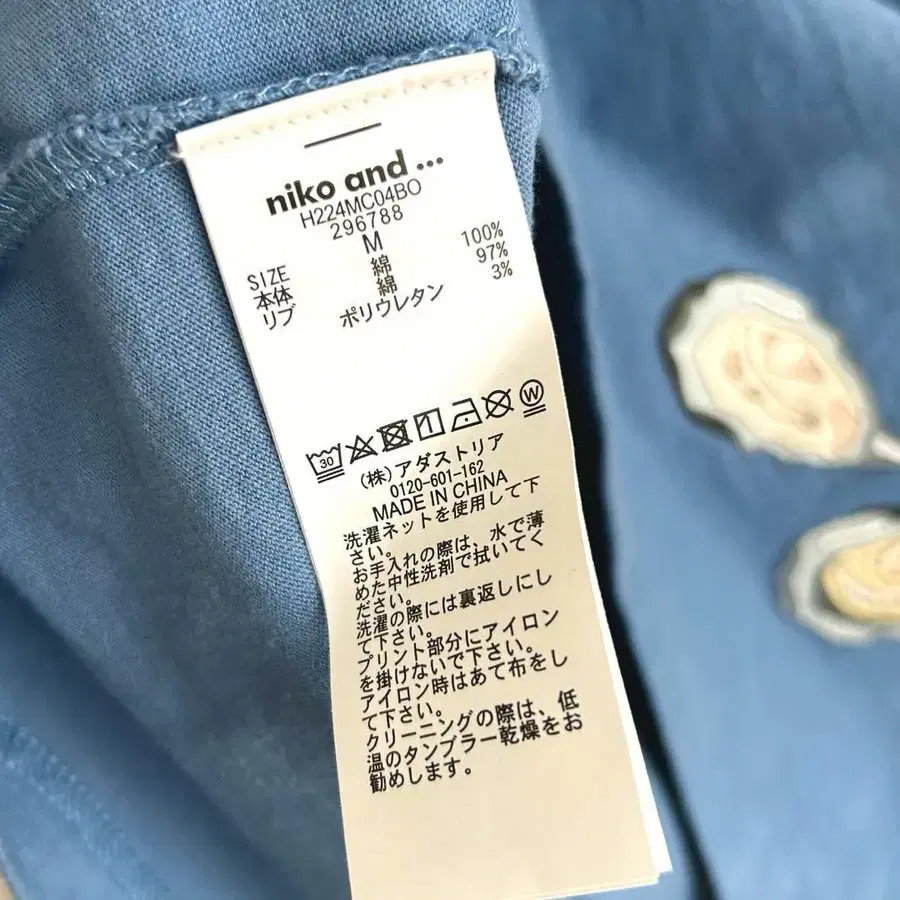 niko and ...
H224MC04BO
296788
SIZE M
本体 綿 100%
リブ 綿 97%
ポリウレタン 3%
30 W
(株)アダストリア
0120-601-162
MADE IN CHINA
洗濯ネットを使用して下
さい。
お手入れの際は、水で薄
めた中性洗剤で拭いてく
ださい。
洗濯の際には裏返しにし
て下さい。
プリント部分にアイロン
を掛けないで下さい。
アイロン時はあて布をし
て下さい。
クリーニングの際は、低
温のタンブラー乾燥をお
勧めします。